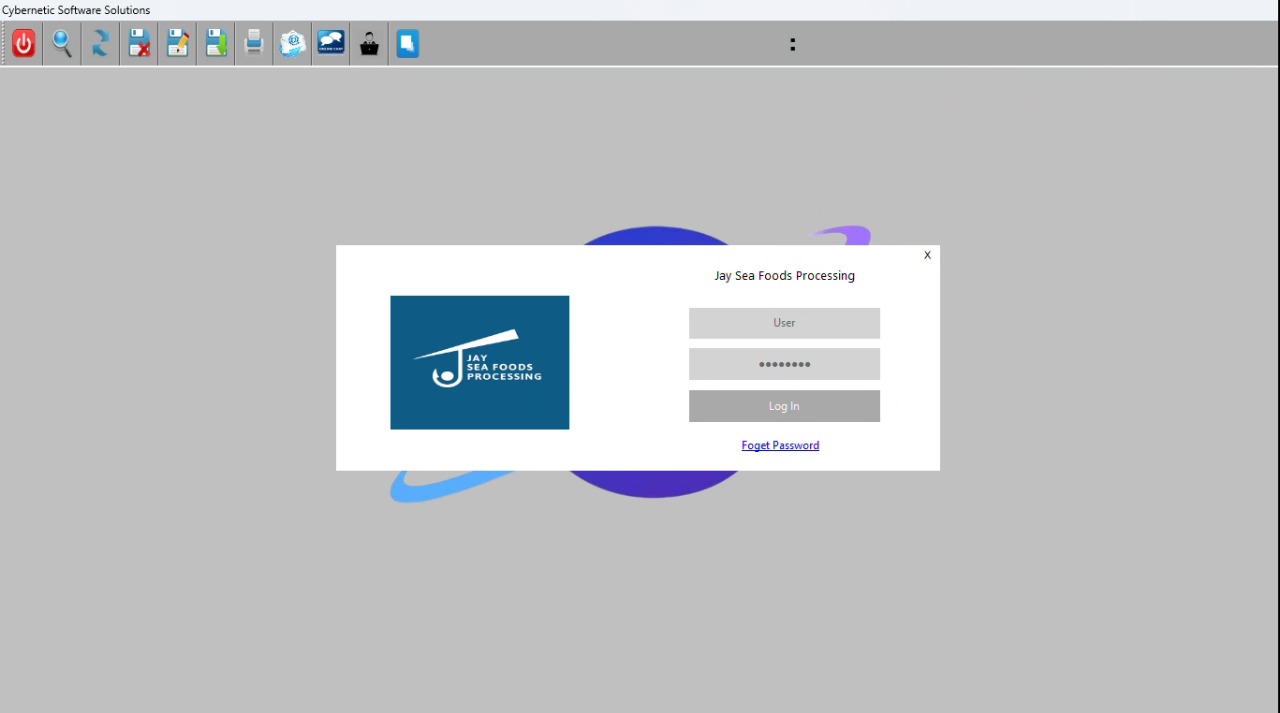 Cybernetic Software Solutions
:
X
Jay Sea Foods Processing
JAY
SEA FOODS
PROCESSING
User
••••••••
Log In
Foget Password